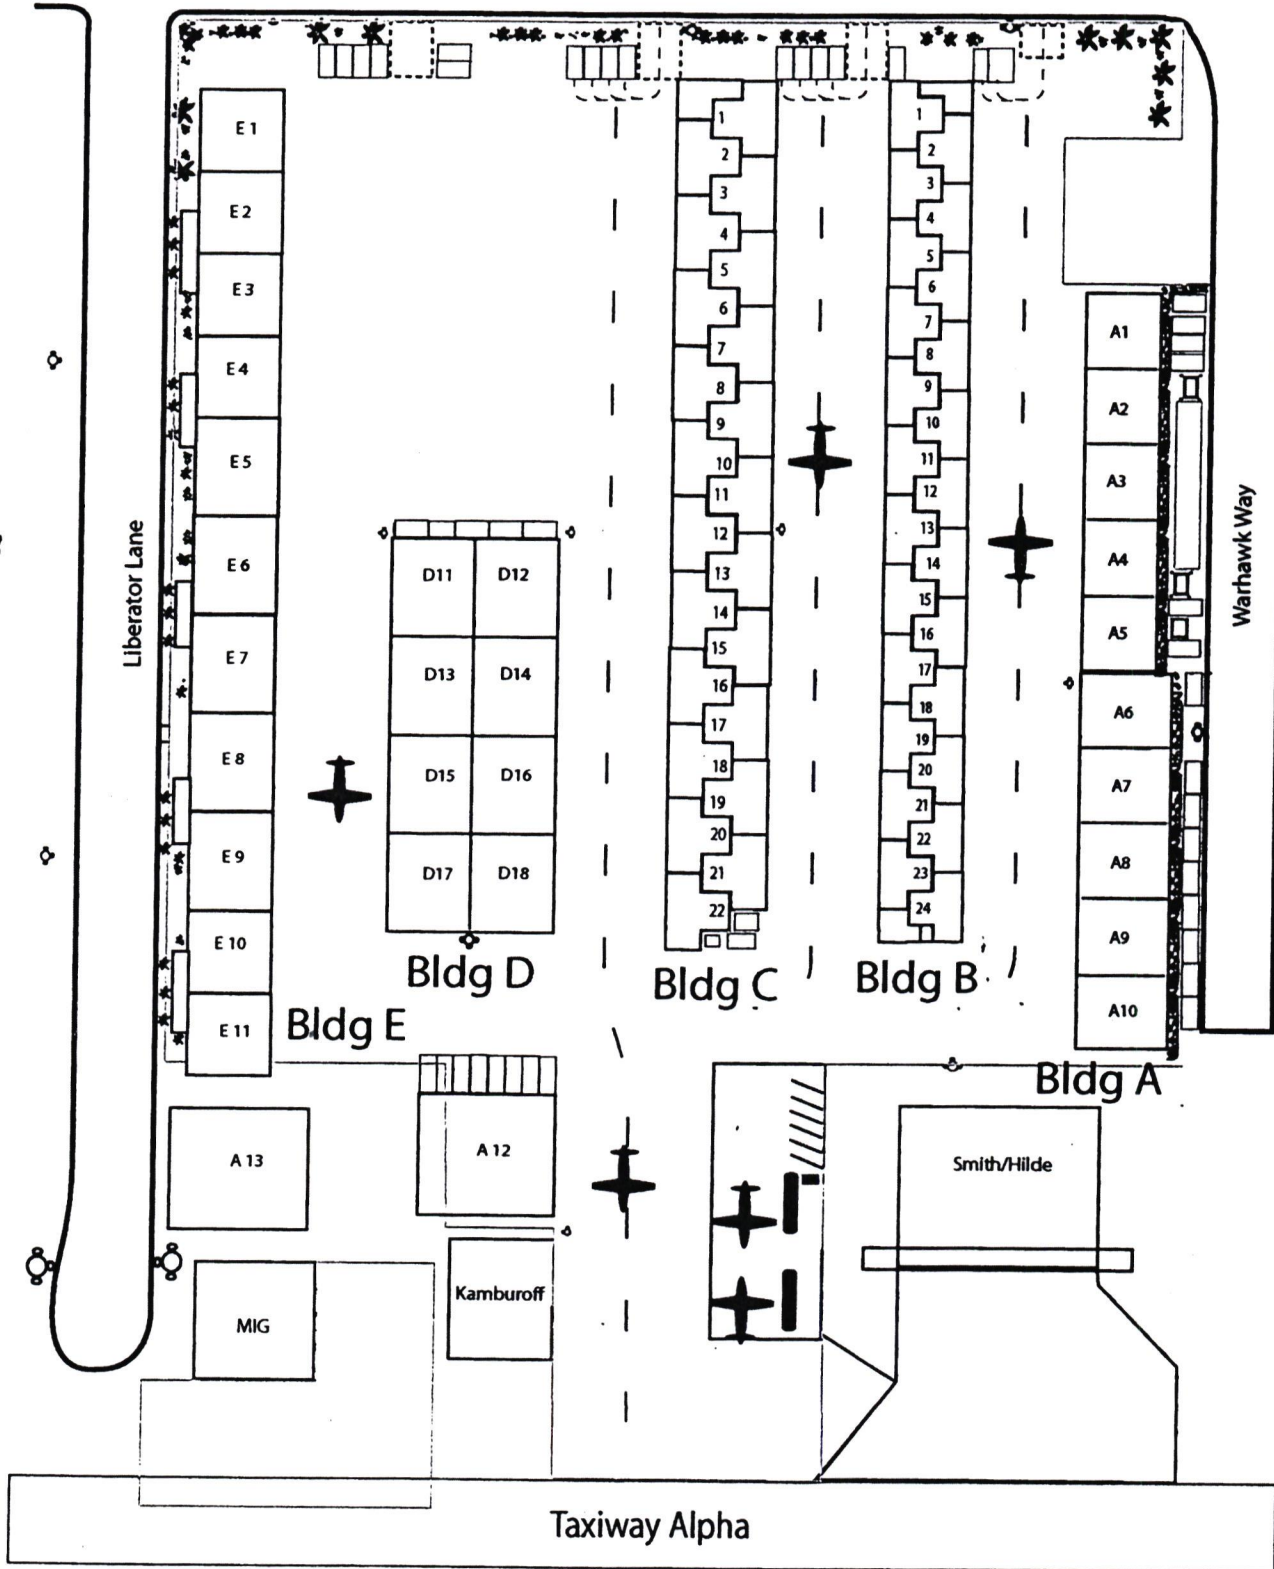 Liberator Lane
E 1
E 2
E 3
E 4
E 5
E 6
E 7
E 8
E 9
E 10
E 11
Bldg E
D11 D12
D13 D14
D15 D16
D17 D18
Bldg D
1
2
3
4
5
6
7
8
9
10
11
12
13
14
15
16
17
18
19
20
21
22
Bldg C
1
2
3
4
5
6
7
8
9
10
11
12
13
14
15
16
17
18
19
20
21
22
23
24
Bldg B
A1
A2
A3
A4
A5
A6
A7
A8
A9
A10
Bldg A
Warhawk Way
A 13
A 12
Smith/Hilde
MIG
Kamburoff
Taxiway Alpha